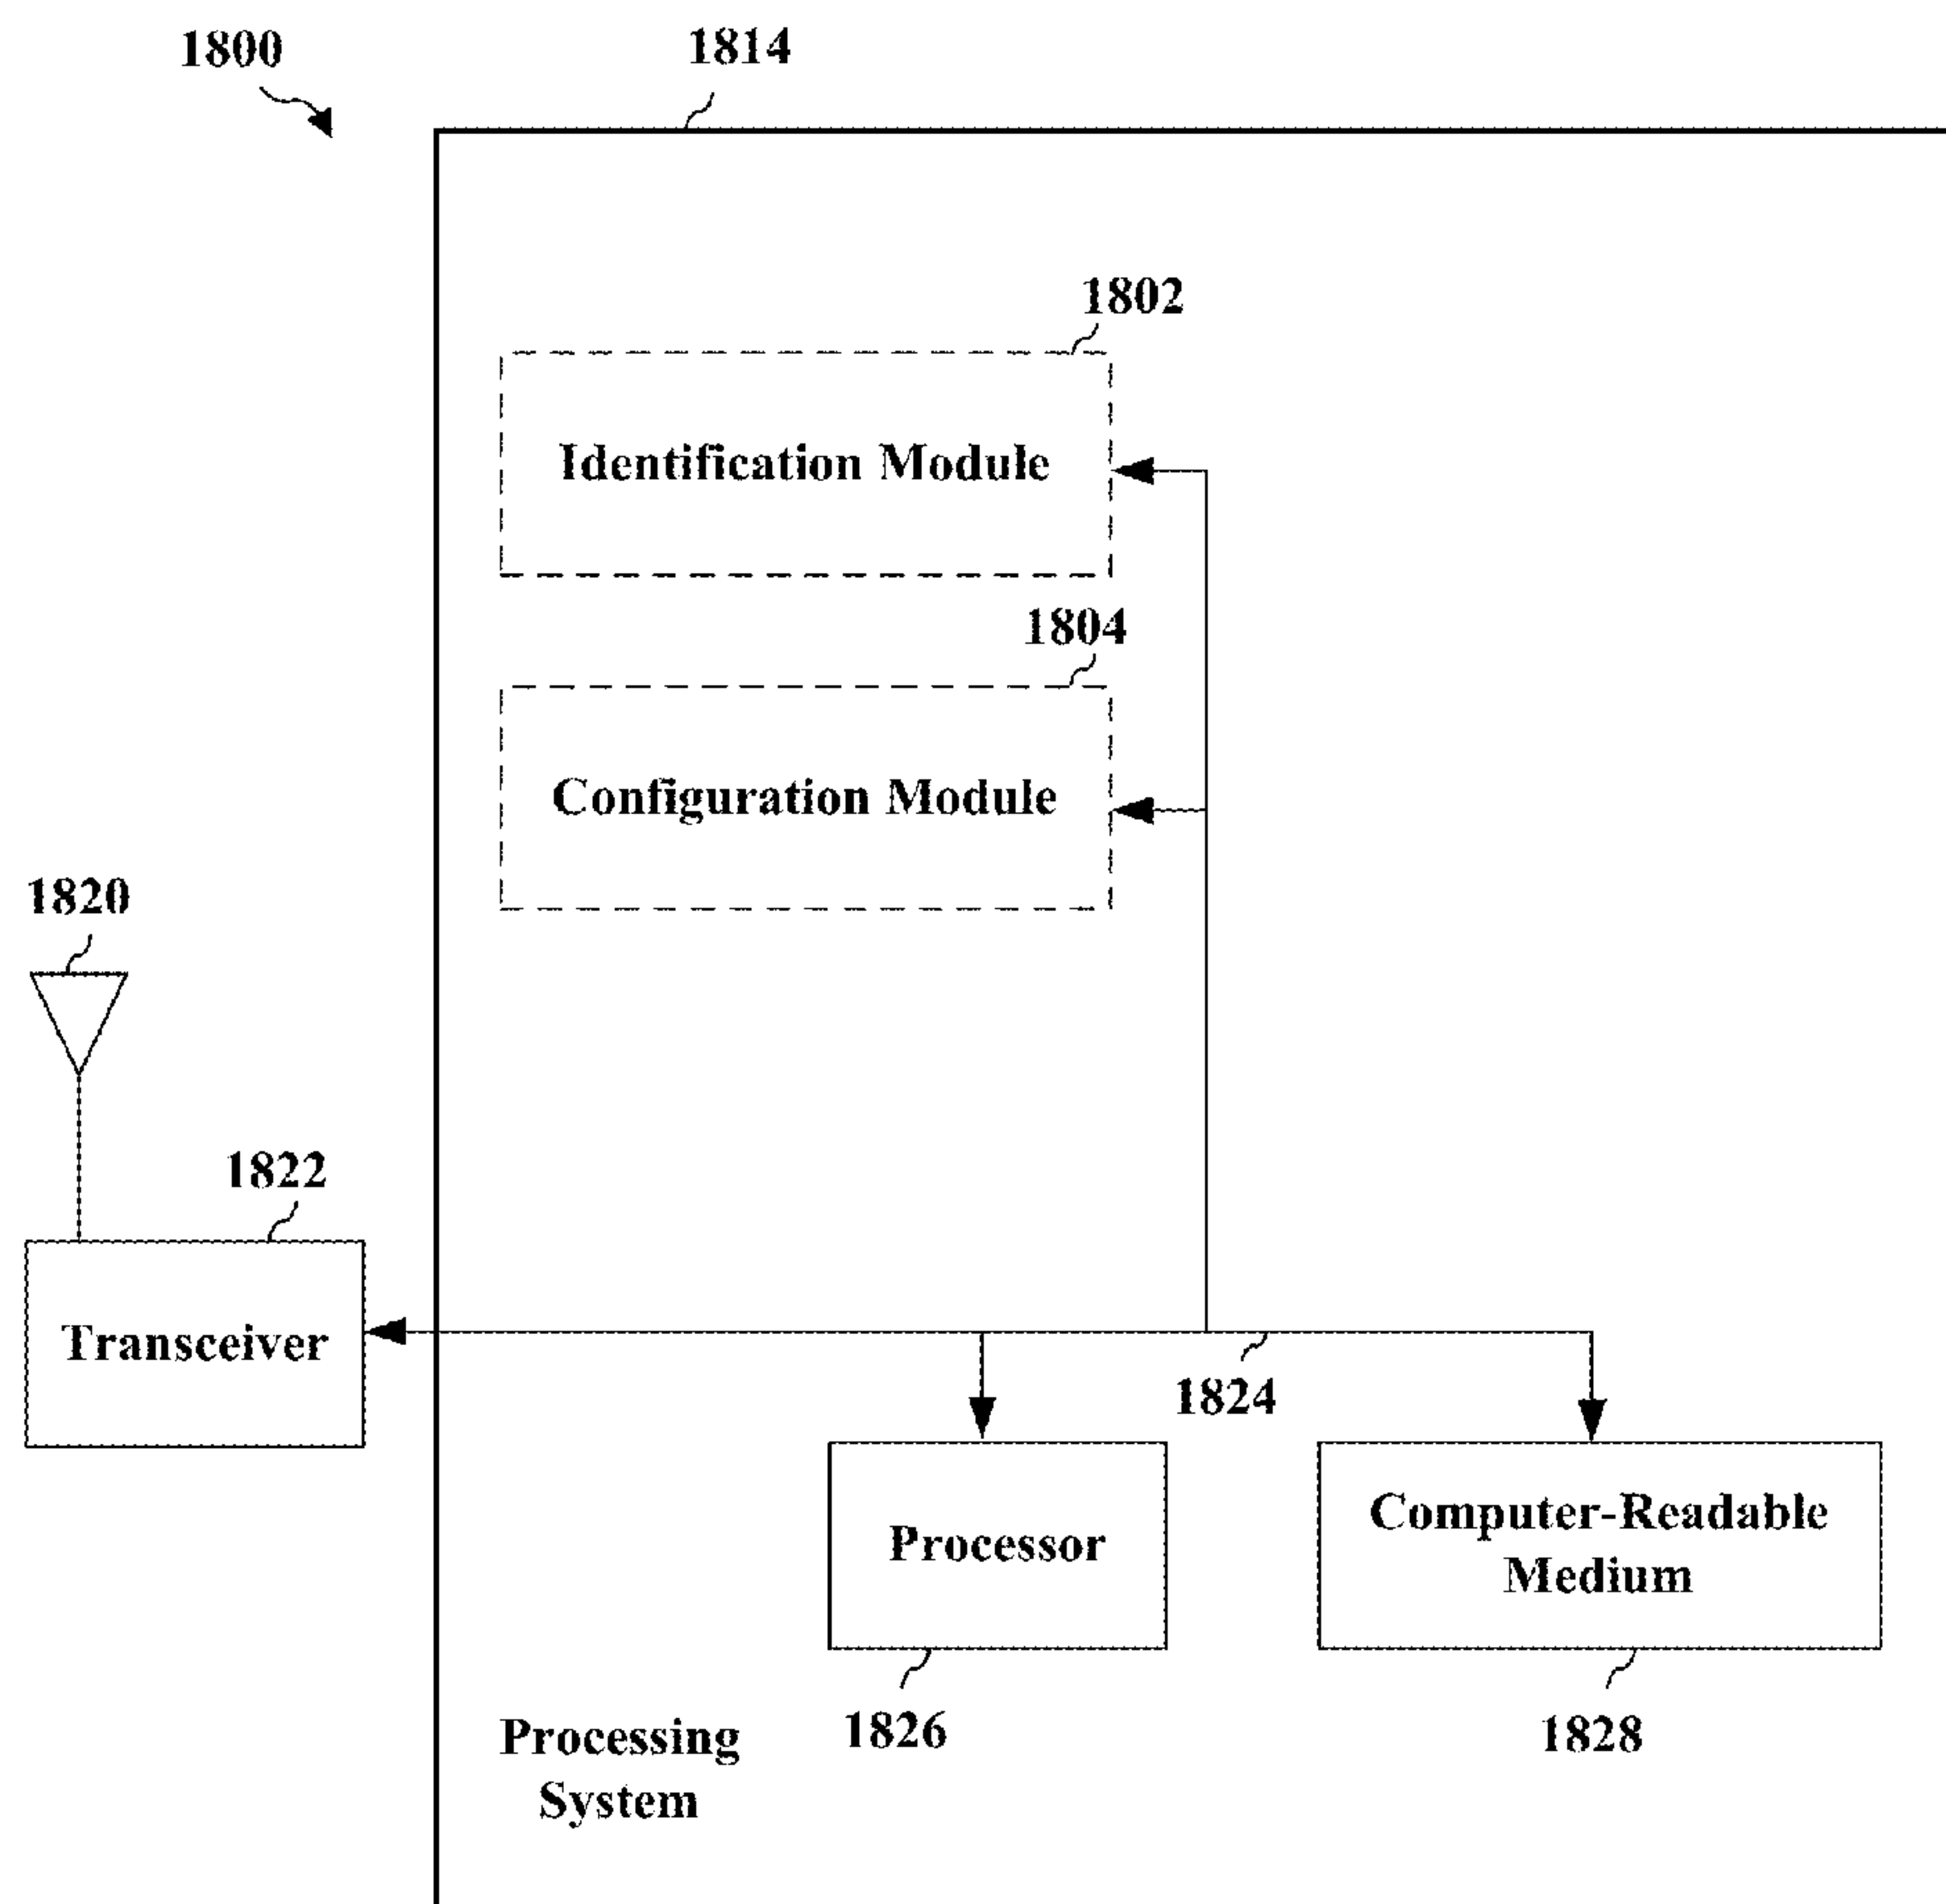 1800
1814
1802
Identification Module
1804
Configuration Module
1820
1822
Transceiver
1824
Processor
Computer-Readable
Medium
1826
1828
Processing
System